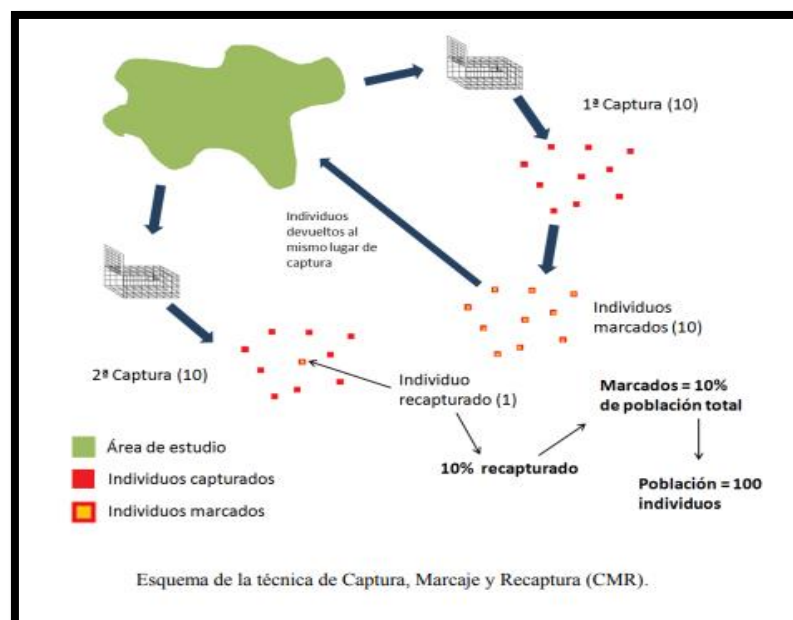 1ª Captura (10)
Individuos
devueltos al
mismo lugar de
captura
Individuos
marcados (10)
2ª Captura (10)
Individuo
recapturado (1)
Marcados = 10%
de población total
10% recapturado
Población = 100
individuos
Área de estudio
Individuos capturados
Individuos marcados
Esquema de la técnica de Captura, Marcaje y Recaptura (CMR).